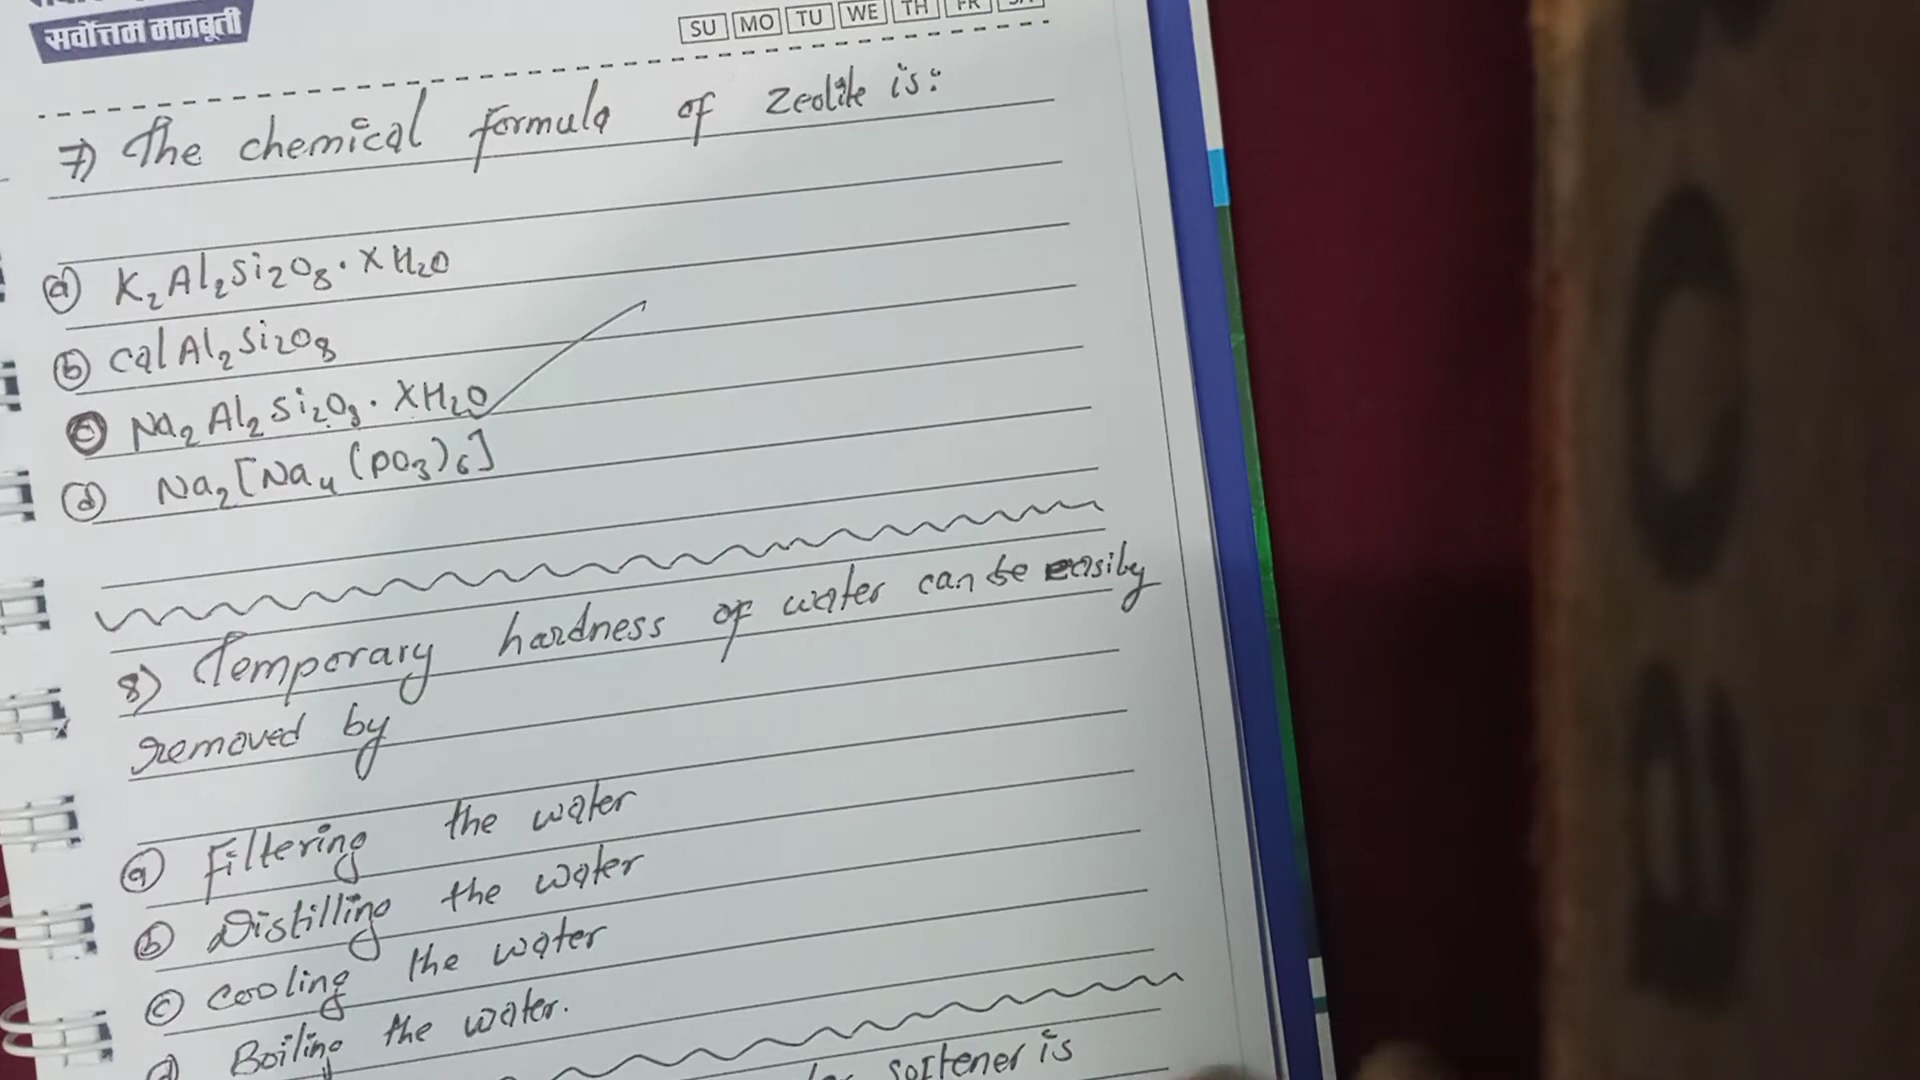 सर्वोत्तम मजबूती
SU MO TU WE TH FR SA
7) The chemical formula of zeolite is:
a) K₂Al₂Si₂O₈·XH₂O
b) CalAl₂Si₂O₈
c) Na₂Al₂Si₂O₈·XH₂O
d) Na₂[Na₄(PO₃)₆]
8) Temporary hardness of water can be easily
removed by
a) Filtering the water
b) Distilling the water
c) cooling the water
d) Boiling the water.
softener is